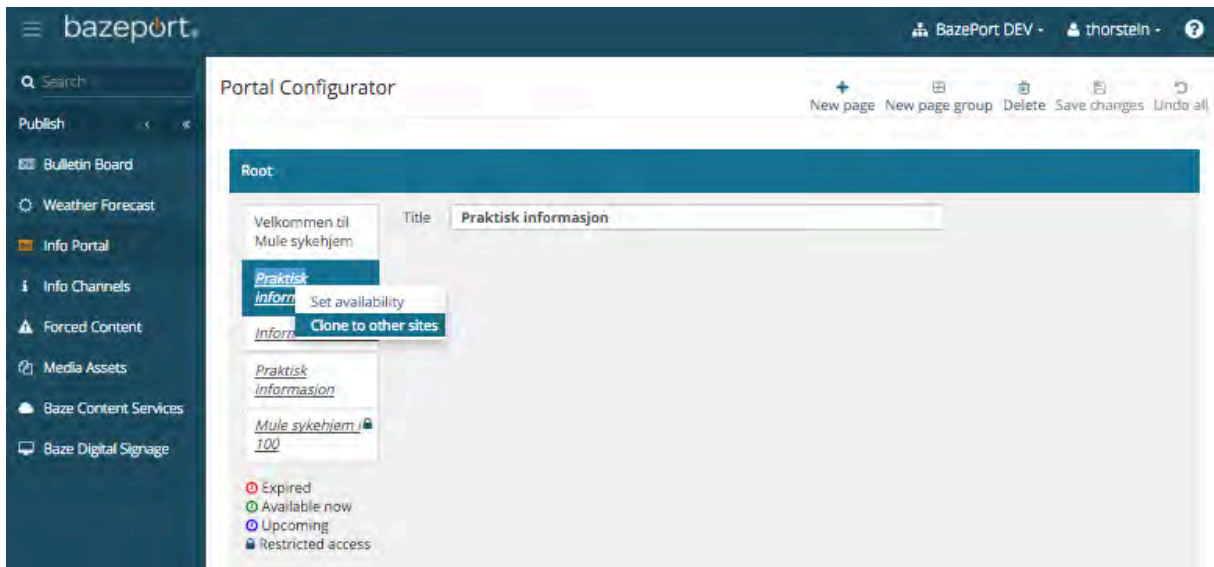 bazeport.
BazePort DEV
thorstein
Search
Portal Configurator
New page New page group Delete Save changes Undo all
Publish
Bulletin Board
Weather Forecast
Info Portal
Info Channels
Forced Content
Media Assets
Baze Content Services
Baze Digital Signage
Root
Velkommen til
Mule sykehjem
Title Praktisk informasjon
Praktisk
inform
Set availability
Clone to other sites
Inform
Praktisk
informasjon
Mule sykehjem i
100
Expired
Available now
Upcoming
Restricted access